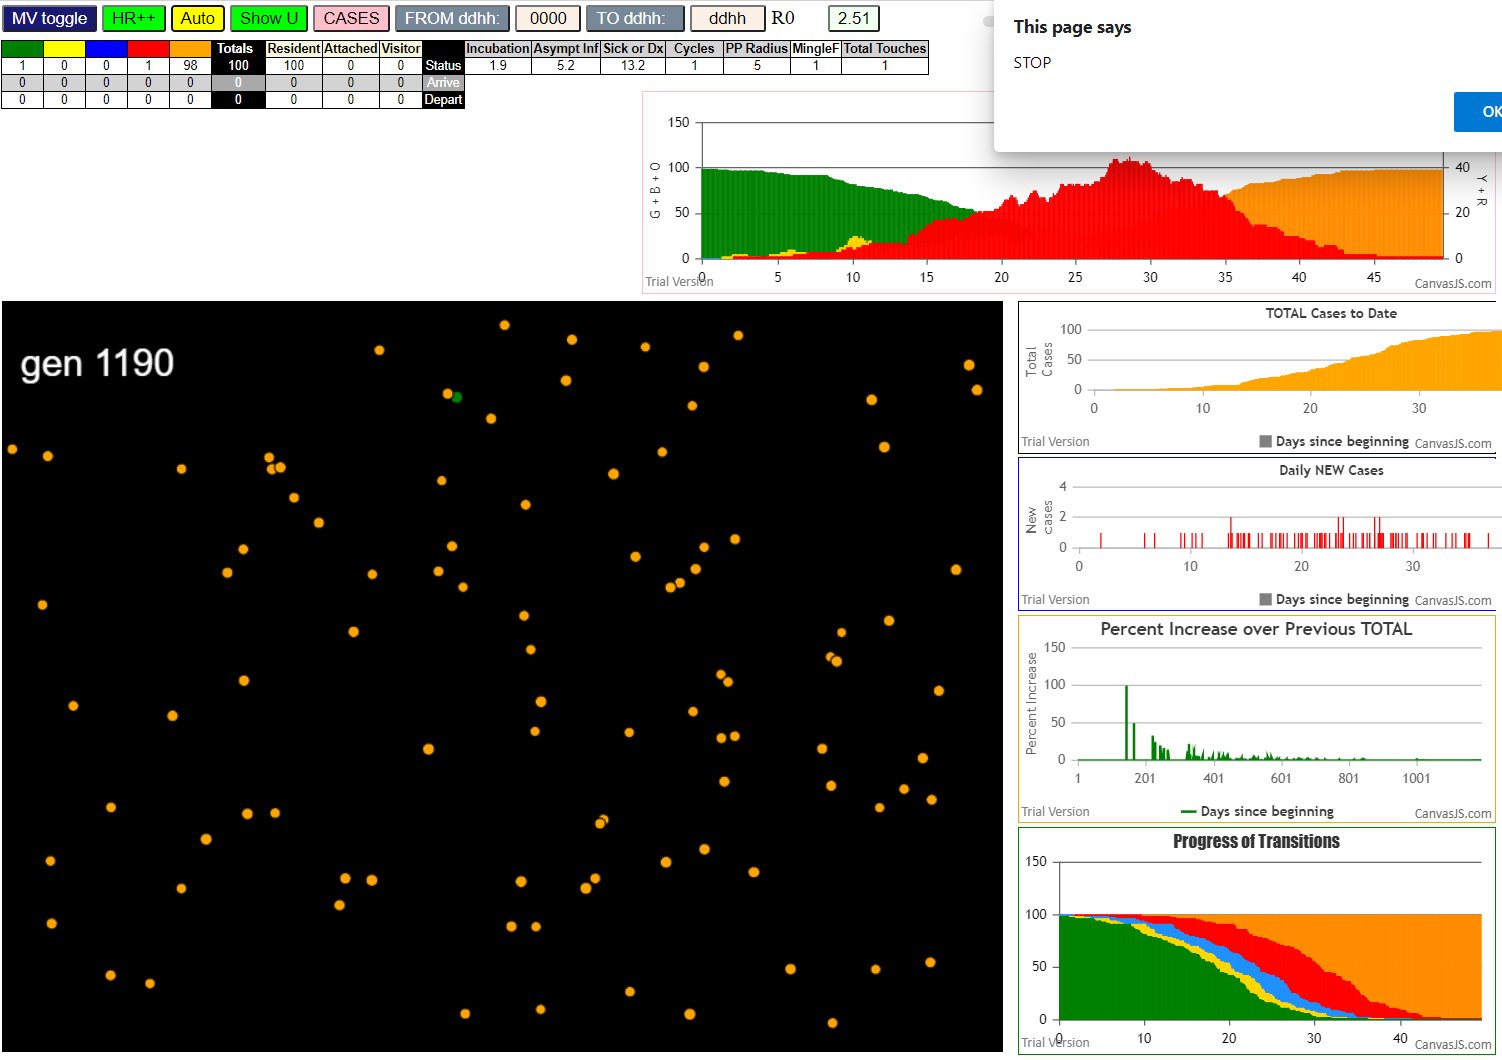 MV toggle HR++ Auto Show U CASES FROM ddhh: 0000 TO ddhh: ddhh R0 2.51
This page says
STOP
OK
Totals Resident Attached Visitor Incubation Asympt Inf Sick or Dx Cycles PP Radius MingleF Total Touches
1 0 0 1 98 100 100 0 0 Status 1.9 5.2 13.2 1 5 1 1
0 0 0 0 0 0 0 0 0 Arrive
0 0 0 0 0 0 0 0 0 Depart
150
100 40
50 20
0 0
G + B + O
Y + R
0 5 10 15 20 25 30 35 40 45
Trial Version CanvasJS.com
gen 1190
TOTAL Cases to Date
Total
Cases
100
50
0
0 10 20 30
Days since beginning
Trial Version CanvasJS.com
Daily NEW Cases
New
cases
4
2
0
0 10 20 30
Days since beginning
Trial Version CanvasJS.com
Percent Increase over Previous TOTAL
Percent Increase
150
100
50
0
1 201 401 601 801 1001
Days since beginning
Trial Version CanvasJS.com
Progress of Transitions
150
100
50
0
0 10 20 30 40
Trial Version CanvasJS.com